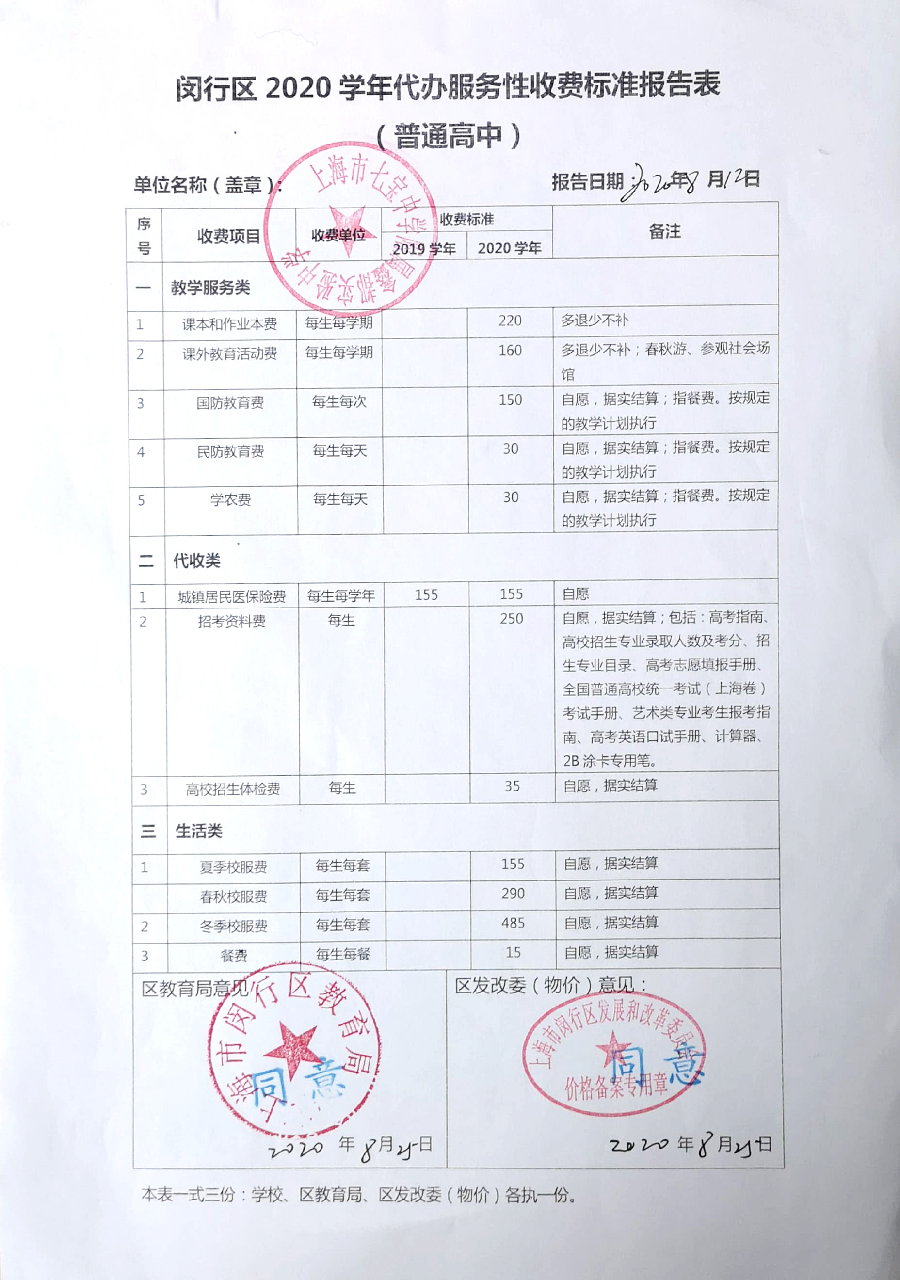 闵行区 2020 学年代办服务性收费标准报告表
（普通高中）
单位名称（盖章）： 报告日期：2020年8月12日
上海市七宝中学附属鑫都实验中学
序号 收费项目 收费单位 收费标准 备注
2019 学年 2020 学年
一 教学服务类
1 课本和作业本费 每生每学期 220 多退少不补
2 课外教育活动费 每生每学期 160 多退少不补；春秋游、参观社会场
馆
3 国防教育费 每生每次 150 自愿，据实结算；指餐费。按规定
的教学计划执行
4 民防教育费 每生每天 30 自愿，据实结算；指餐费。按规定
的教学计划执行
5 学农费 每生每天 30 自愿，据实结算；指餐费。按规定
的教学计划执行
二 代收类
1 城镇居民医保险费 每生每学年 155 155 自愿
2 招考资料费 每生 250 自愿，据实结算；包括：高考指南、
高校招生专业录取人数及考分、招
生专业目录、高考志愿填报手册、
全国普通高校统一考试（上海卷）
考试手册、艺术类专业考生报考指
南、高考英语口试手册、计算器、
2B 涂卡专用笔。
3 高校招生体检费 每生 35 自愿，据实结算
三 生活类
1 夏季校服费 每生每套 155 自愿，据实结算
春秋校服费 每生每套 290 自愿，据实结算
2 冬季校服费 每生每套 485 自愿，据实结算
3 餐费 每生每餐 15 自愿，据实结算
区教育局意见： 区发改委（物价）意见：
上海市闵行区教育局
同意
上海市闵行区发展和改革委员会
价格备案专用章
同意
2020 年 8月25日 2020 年 8月25日
本表一式三份：学校、区教育局、区发改委（物价）各执一份。